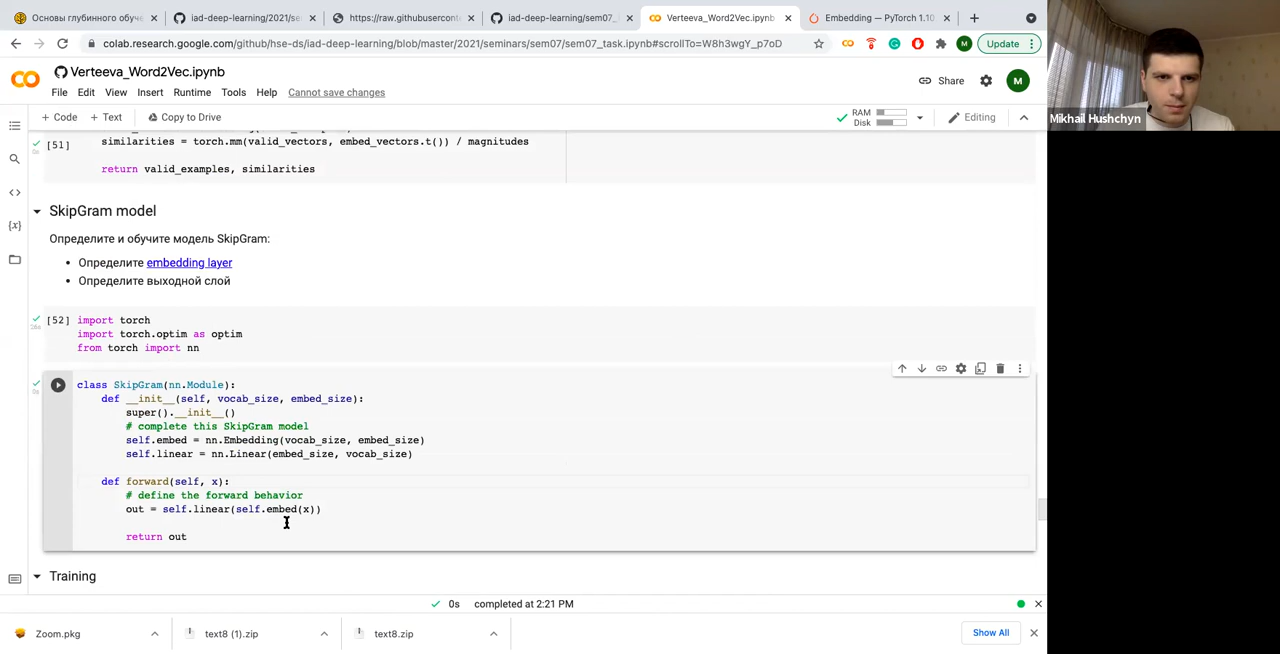 Основы глубинного обуче
iad-deep-learning/2021/se
https://raw.githubusercont
iad-deep-learning/sem07_
Verteeva_Word2Vec.ipynb
Embedding — PyTorch 1.10
colab.research.google.com/github/hse-ds/iad-deep-learning/blob/master/2021/seminars/sem07/sem07_task.ipynb#scrollTo=W8h3wgY_p7oD
M
Update
Verteeva_Word2Vec.ipynb
Share
M
File Edit View Insert Runtime Tools Help Cannot save changes
+ Code + Text Copy to Drive
RAM
Disk
Editing
Mikhail Hushchyn
[51]
0s
similarities = torch.mm(valid_vectors, embed_vectors.t()) / magnitudes
return valid_examples, similarities
SkipGram model
Определите и обучите модель SkipGram:
Определите embedding layer
Определите выходной слой
[52] import torch
26s
import torch.optim as optim
from torch import nn
class SkipGram(nn.Module):
0s
def __init__(self, vocab_size, embed_size):
super().__init__()
# complete this SkipGram model
self.embed = nn.Embedding(vocab_size, embed_size)
self.linear = nn.Linear(embed_size, vocab_size)
def forward(self, x):
# define the forward behavior
out = self.linear(self.embed(x))
return out
Training
0s completed at 2:21 PM
Zoom.pkg
text8 (1).zip
text8.zip
Show All